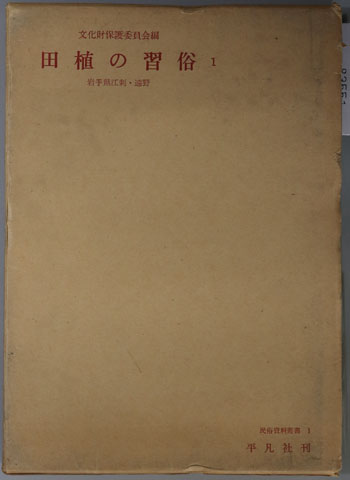 文化財保護委員会編
田植の習俗 1
岩手県江刺・遠野
民俗資料叢書 1
平凡社刊